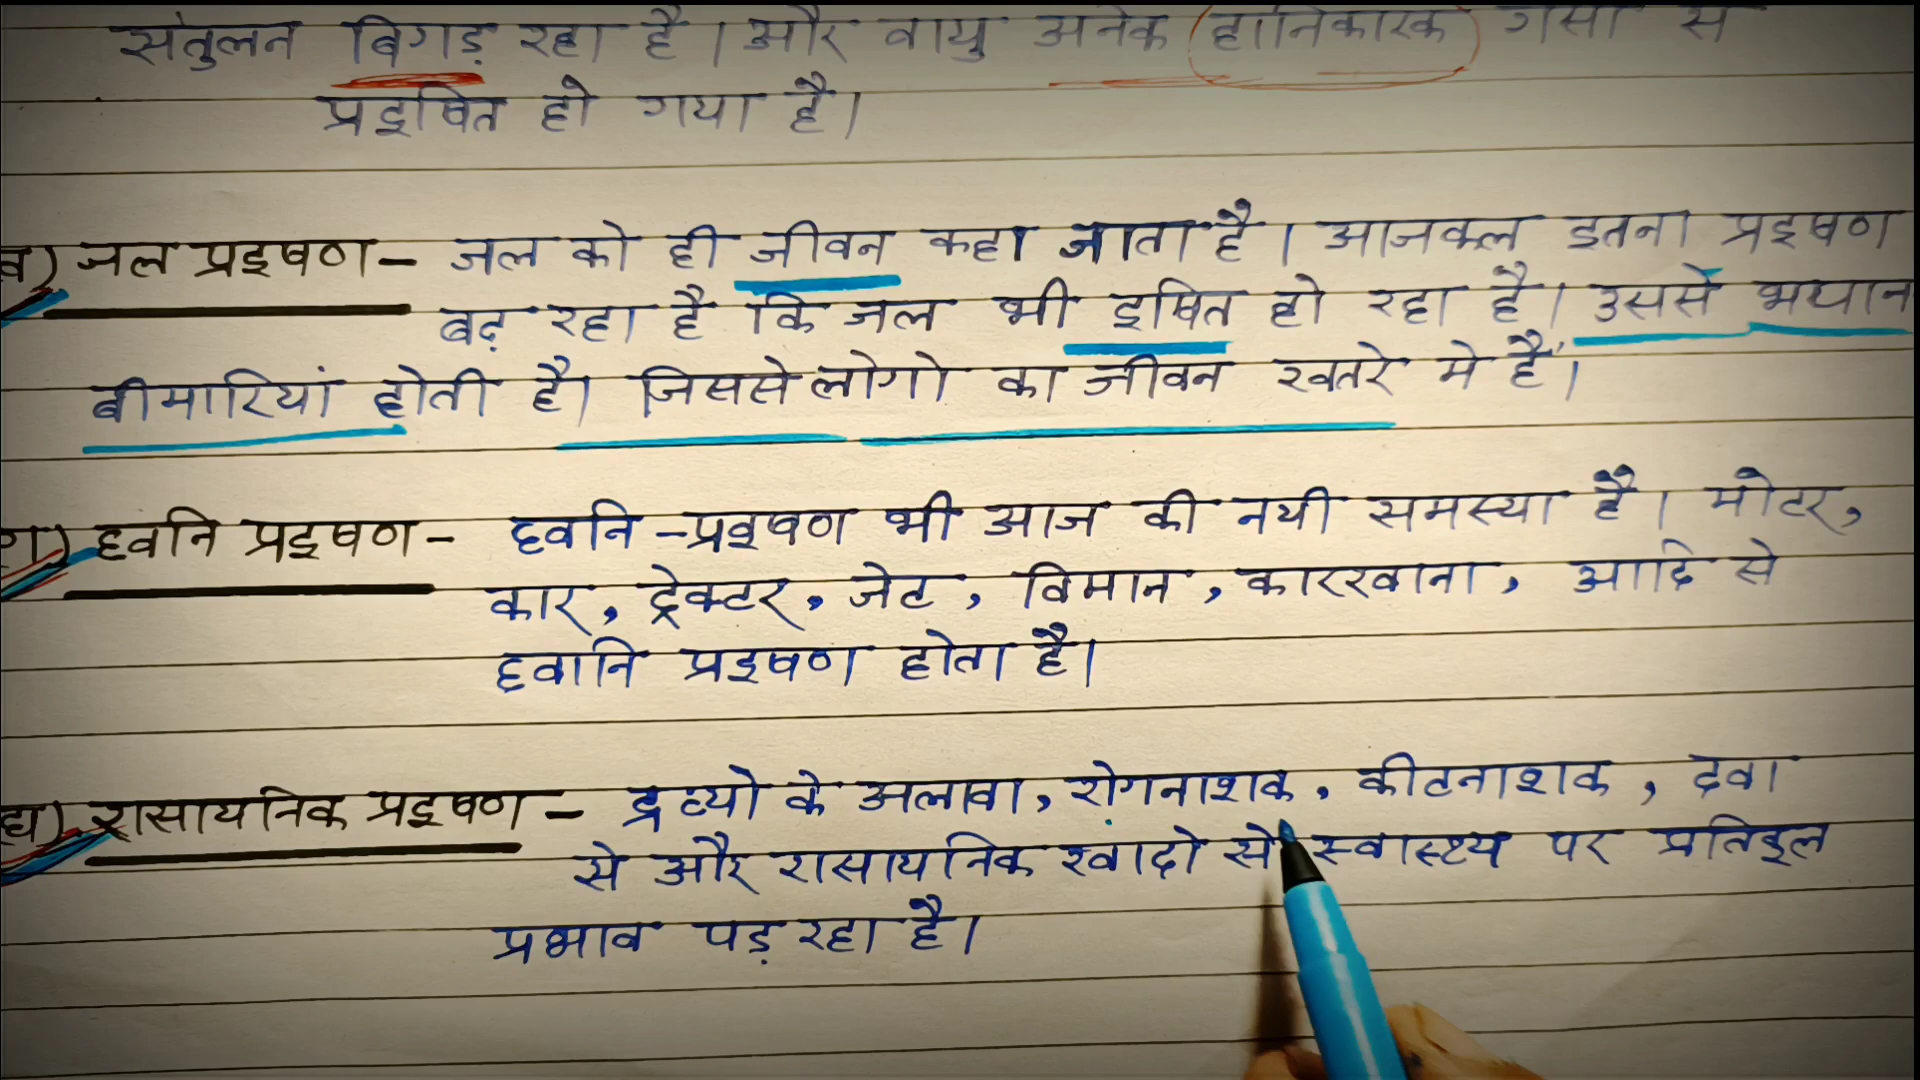 संतुलन बिगड़ रहा है। और वायु अनेक हानिकारक गैसों से
प्रदूषित हो गया है।
ख) जल प्रदूषण - जल को ही जीवन कहा जाता है। आजकल इतना प्रदूषण
बढ़ रहा है कि जल भी दूषित हो रहा है। उससे भयान
बीमारियां होती है। जिससे लोगो का जीवन खतरे मे है।
ग) ध्वनि प्रदूषण - ध्वनि-प्रदूषण भी आज की नयी समस्या है। मोटर,
कार, ट्रेक्टर, जेट, विमान, कारखाना, आदि से
ध्वनि प्रदूषण होता है।
घ) रासायनिक प्रदूषण - द्रव्यो के अलावा, रोगनाशक, कीटनाशक, दवा
से और रासायनिक खादो से स्वास्थ्य पर प्रतिकूल
प्रभाव पड़ रहा है।